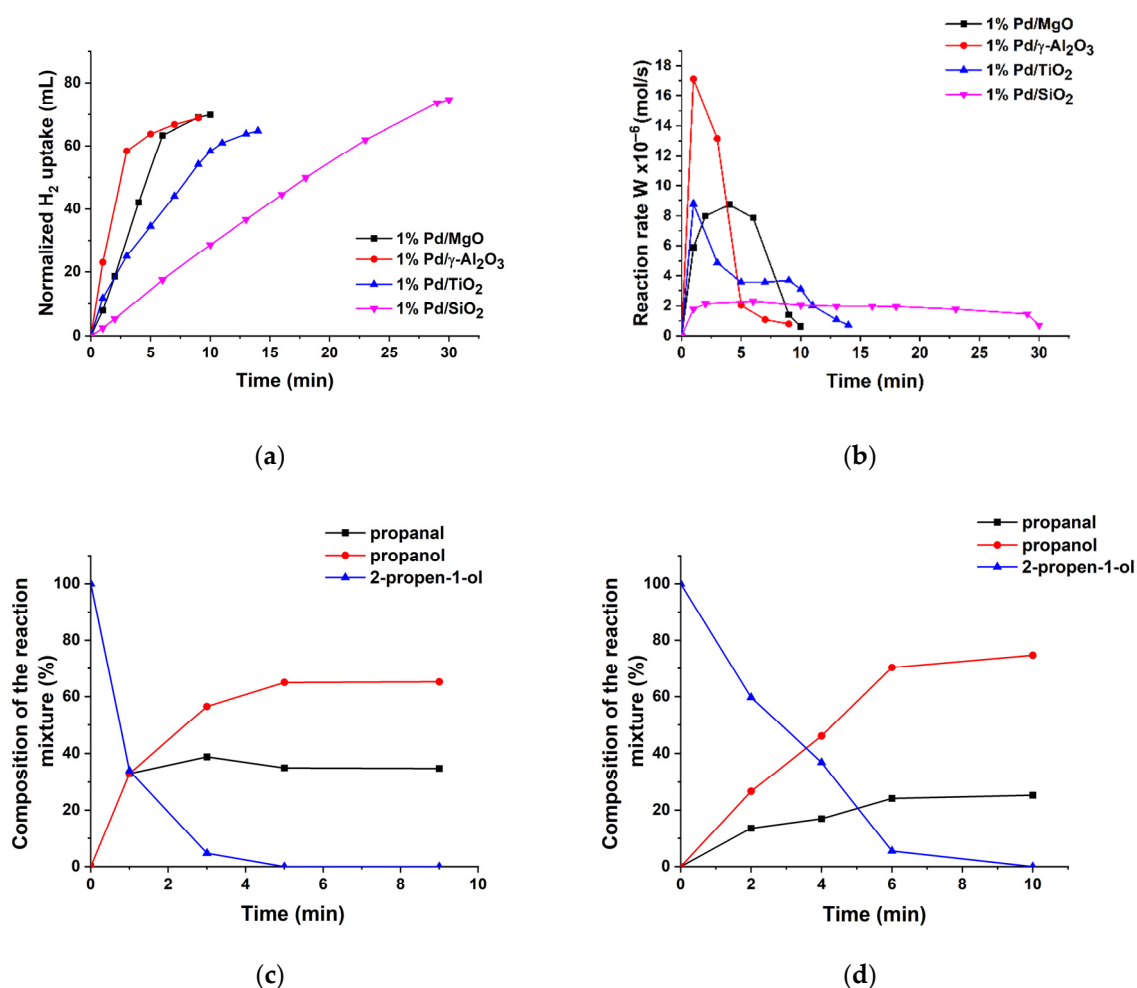 Normalized H₂ uptake (mL)
80
60
40
20
0
0 5 10 15 20 25 30
Time (min)
1% Pd/MgO
1% Pd/γ-Al₂O₃
1% Pd/TiO₂
1% Pd/SiO₂
(a)
1% Pd/MgO
1% Pd/γ-Al₂O₃
1% Pd/TiO₂
1% Pd/SiO₂
Reaction rate W x10⁻⁶ (mol/s)
18
16
14
12
10
8
6
4
2
0
0 5 10 15 20 25 30
Time (min)
(b)
propanal
propanol
2-propen-1-ol
Composition of the reaction
mixture (%)
100
80
60
40
20
0
0 2 4 6 8 10
Time (min)
(c)
propanal
propanol
2-propen-1-ol
Composition of the reaction
mixture (%)
100
80
60
40
20
0
0 2 4 6 8 10
Time (min)
(d)